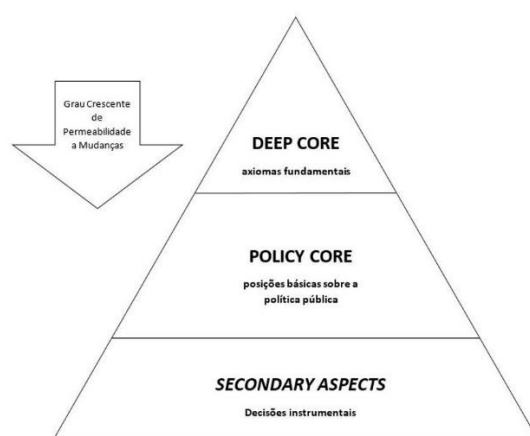 Grau Crescente
de
Permeabilidade
a Mudanças
DEEP CORE
axiomas fundamentais
POLICY CORE
posições básicas sobre a
política pública
SECONDARY ASPECTS
Decisões instrumentais